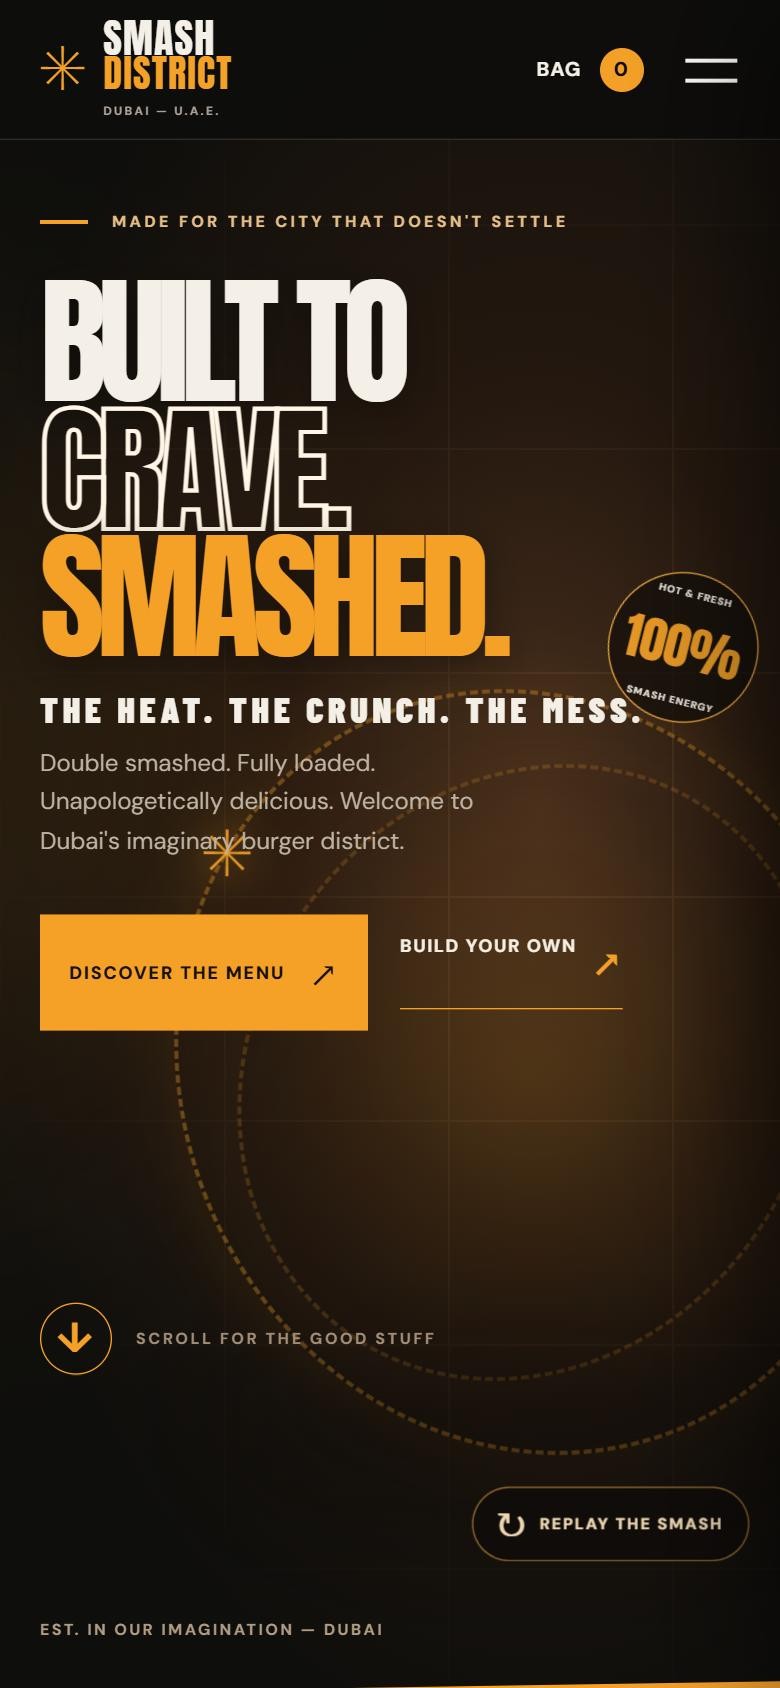 SMASH
DISTRICT
DUBAI — U.A.E.
BAG 0
MADE FOR THE CITY THAT DOESN'T SETTLE
BUILT TO
CRAVE.
SMASHED.
HOT & FRESH
100%
SMASH ENERGY
THE HEAT. THE CRUNCH. THE MESS.
Double smashed. Fully loaded.
Unapologetically delicious. Welcome to
Dubai's imaginary burger district.
DISCOVER THE MENU ↗
BUILD YOUR OWN ↗
↓ SCROLL FOR THE GOOD STUFF
↻ REPLAY THE SMASH
EST. IN OUR IMAGINATION — DUBAI